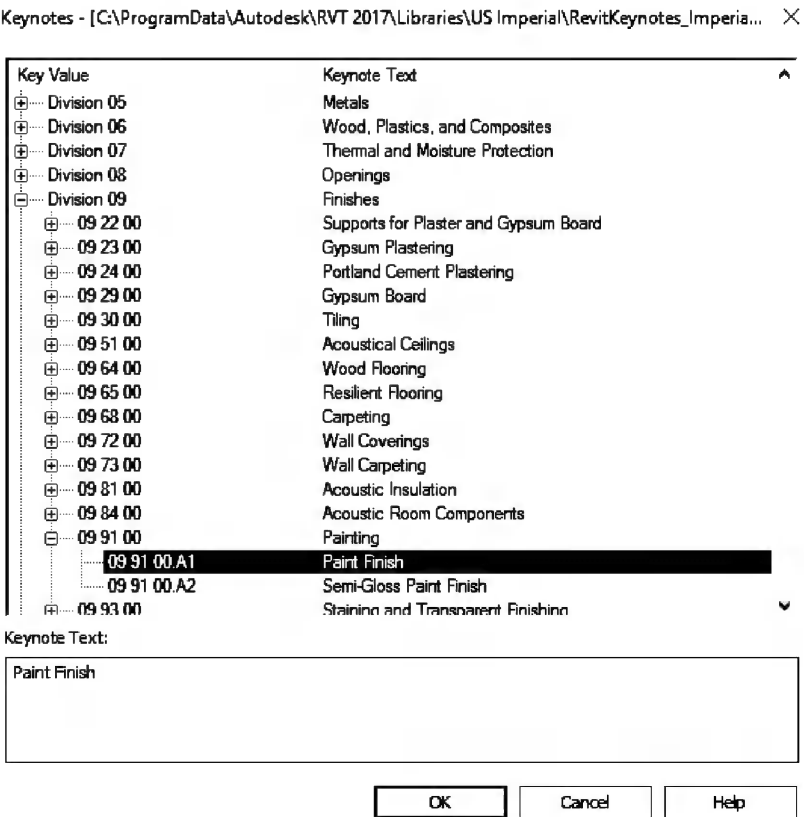 Keynotes - [C:\ProgramData\Autodesk\RVT 2017\Libraries\US Imperial\RevitKeynotes_Imperia...
Key Value Keynote Text
Division 05 Metals
Division 06 Wood, Plastics, and Composites
Division 07 Thermal and Moisture Protection
Division 08 Openings
Division 09 Finishes
09 22 00 Supports for Plaster and Gypsum Board
09 23 00 Gypsum Plastering
09 24 00 Portland Cement Plastering
09 29 00 Gypsum Board
09 30 00 Tiling
09 51 00 Acoustical Ceilings
09 64 00 Wood Flooring
09 65 00 Resilient Flooring
09 68 00 Carpeting
09 72 00 Wall Coverings
09 73 00 Wall Carpeting
09 81 00 Acoustic Insulation
09 84 00 Acoustic Room Components
09 91 00 Painting
09 91 00.A1 Paint Finish
09 91 00.A2 Semi-Gloss Paint Finish
09 93 00 Staining and Transparent Finishing
Keynote Text:
Paint Finish
OK Cancel Help